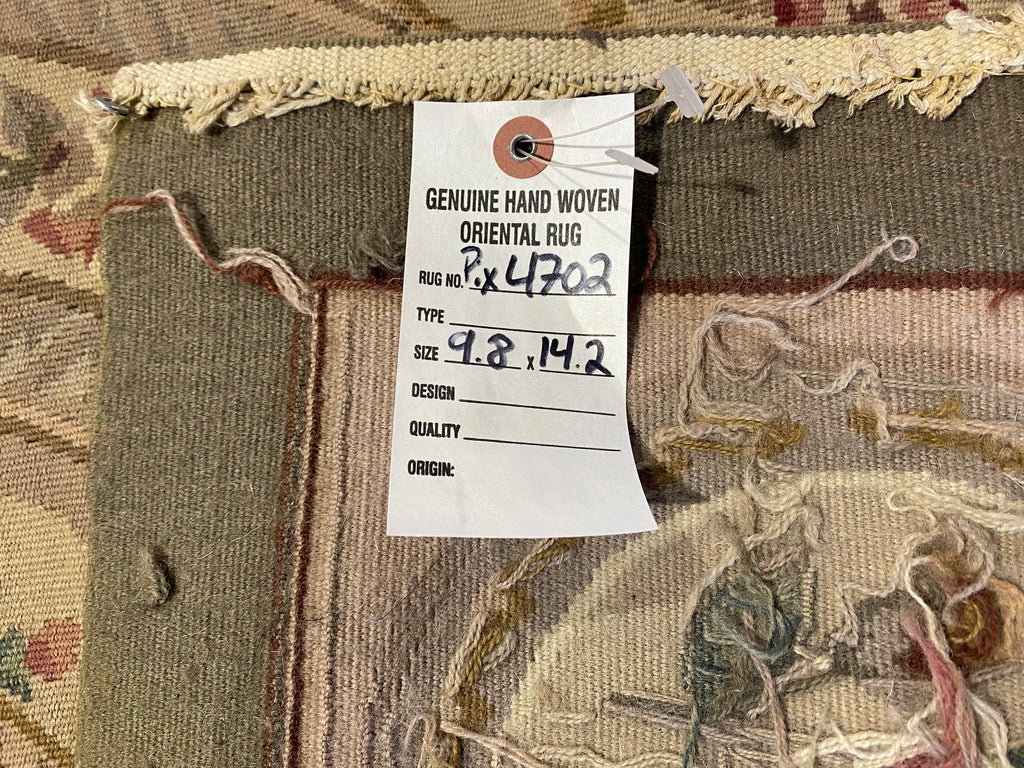 GENUINE HAND WOVEN
ORIENTAL RUG
RUG NO. P.x 4702
TYPE
SIZE 9.8 x 14.2
DESIGN
QUALITY
ORIGIN: